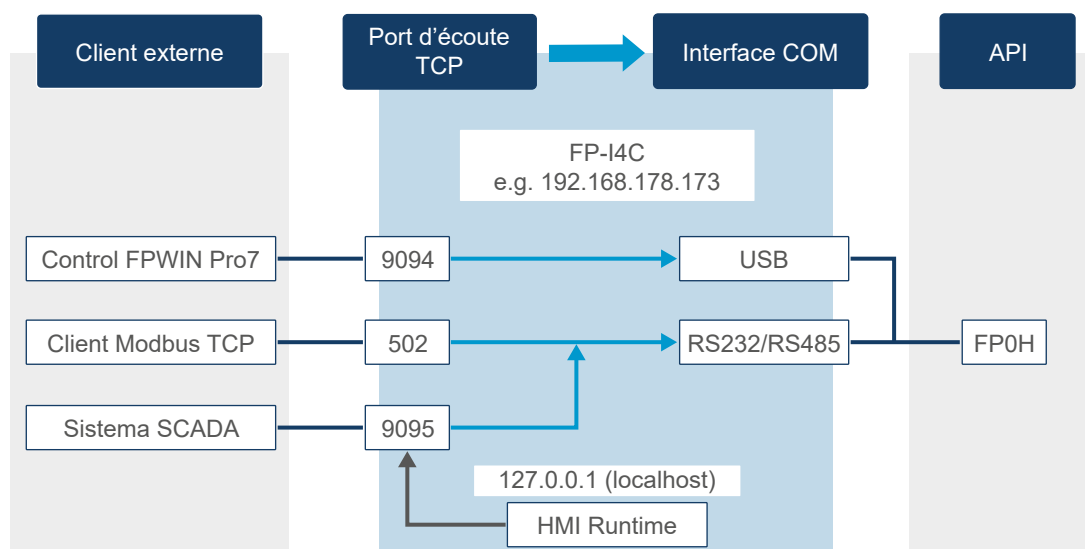 Client externe
Port d'écoute
TCP
Interface COM
API
FP-I4C
e.g. 192.168.178.173
Control FPWIN Pro7
9094
USB
Client Modbus TCP
502
RS232/RS485
FP0H
Sistema SCADA
9095
127.0.0.1 (localhost)
HMI Runtime